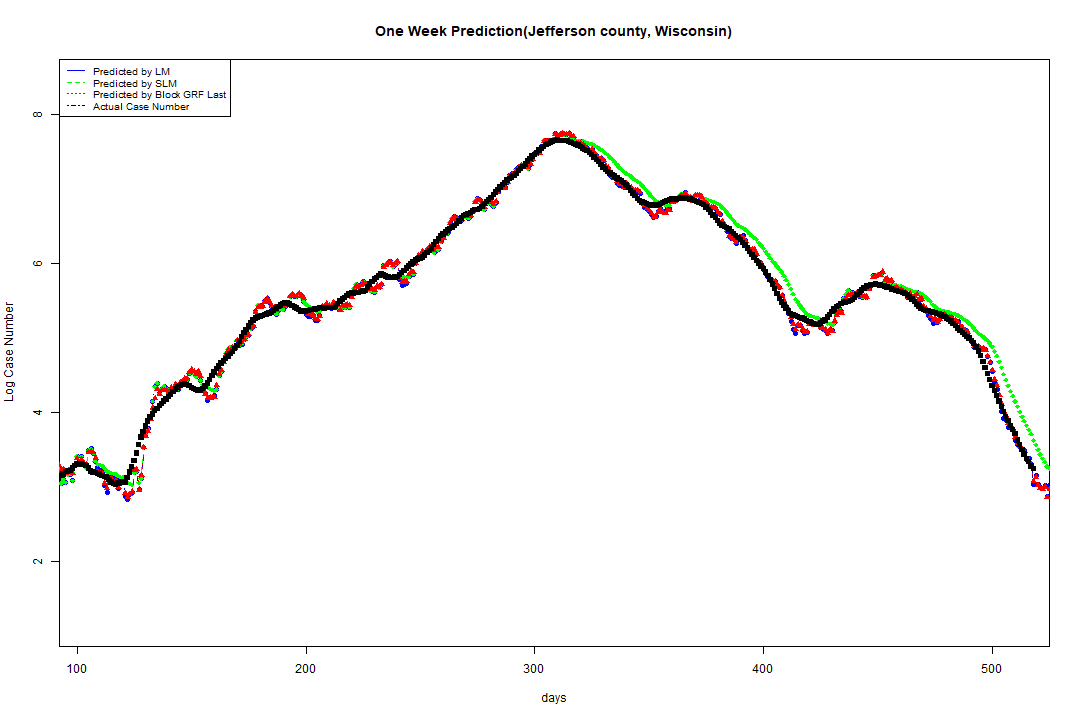 One Week Prediction(Jefferson county, Wisconsin)
Predicted by LM
Predicted by SLM
Predicted by Block GRF Last
Actual Case Number
8
6
4
2
Log Case Number
100 200 300 400 500
days